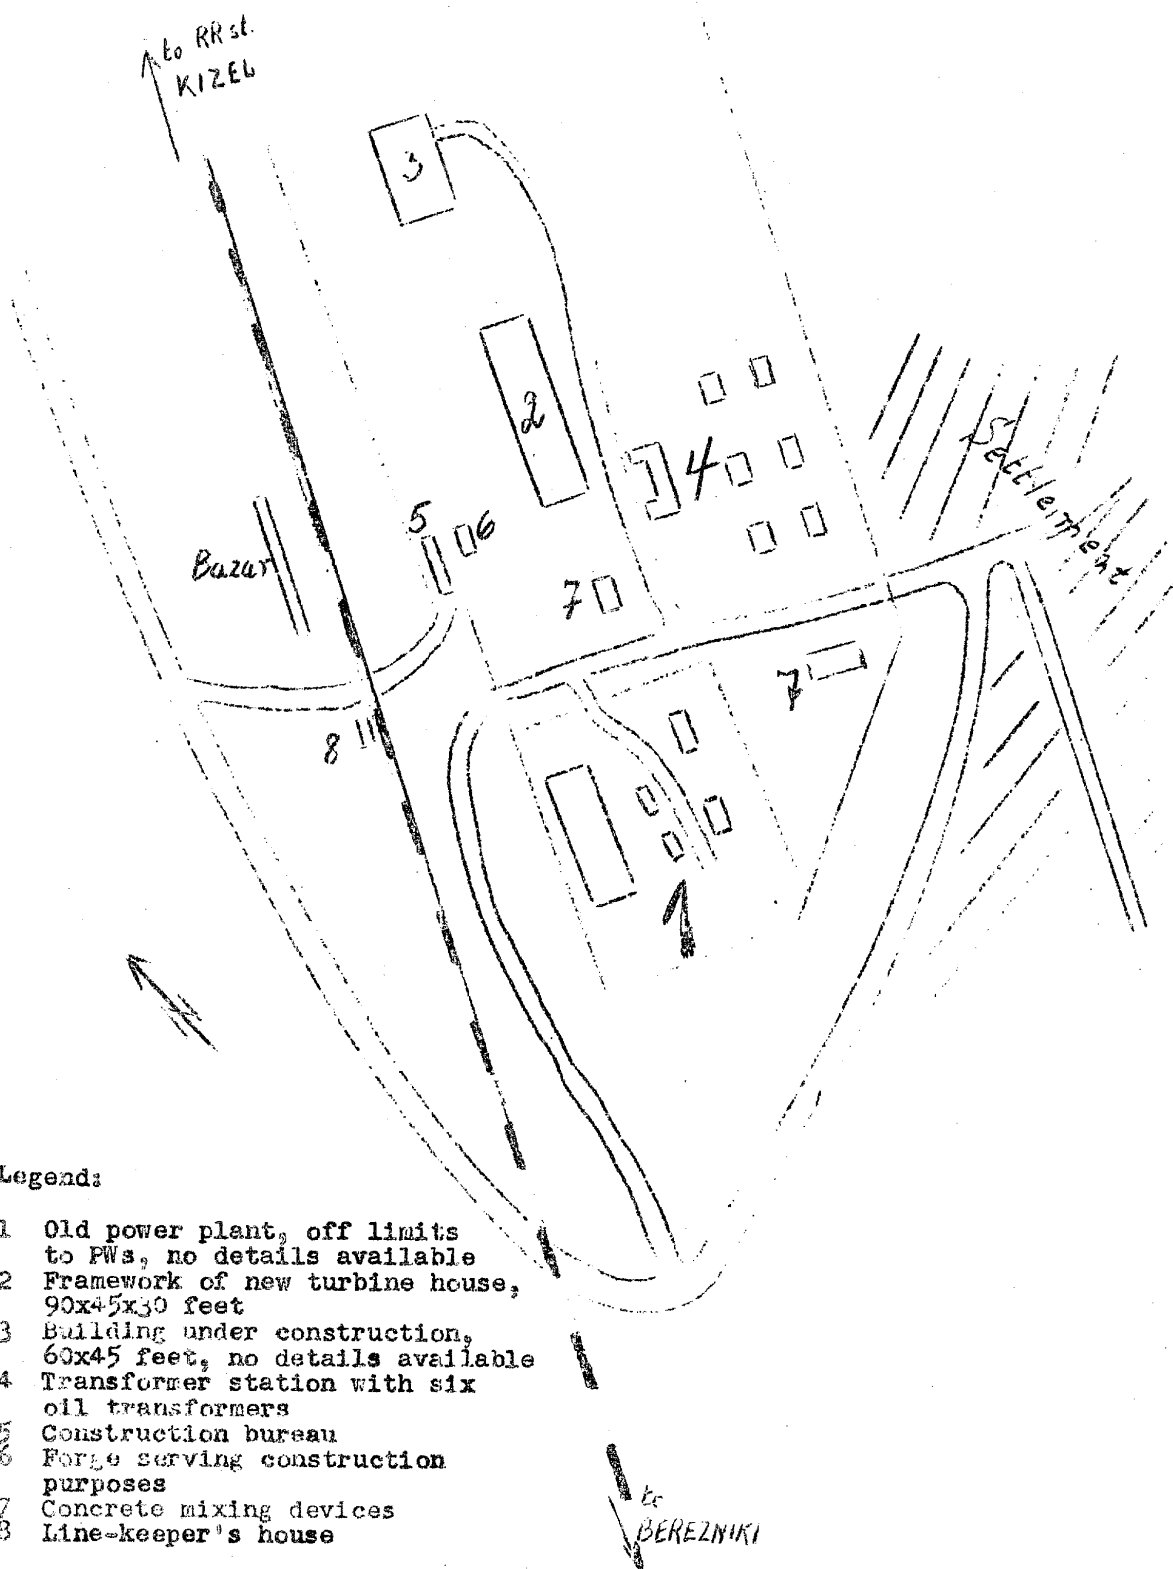 to RR st.
KIZEL
3
2
4
Settlement
5
6
Bazar
7
7
8
1
N
Legend:
1 Old power plant, off limits
to PWs, no details available
2 Framework of new turbine house,
90x45x30 feet
3 Building under construction,
60x45 feet, no details available
4 Transformer station with six
oil transformers
5 Construction bureau
6 Forge serving construction
purposes
7 Concrete mixing devices
8 Line-keeper's house
to
BEREZNIKI